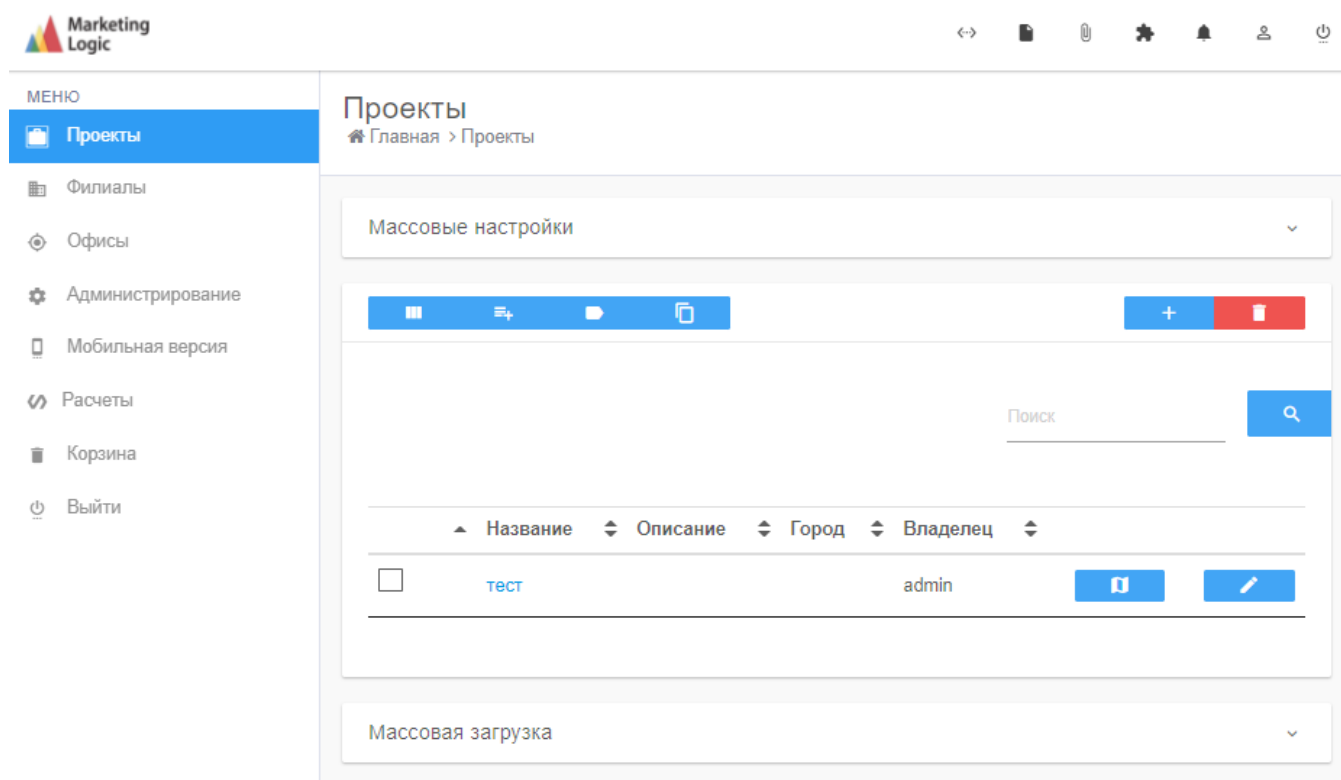 Marketing
Logic
МЕНЮ
Проекты
Филиалы
Офисы
Администрирование
Мобильная версия
Расчеты
Корзина
Выйти
Проекты
Главная > Проекты
Массовые настройки
Поиск
Название Описание Город Владелец
тест admin
Массовая загрузка